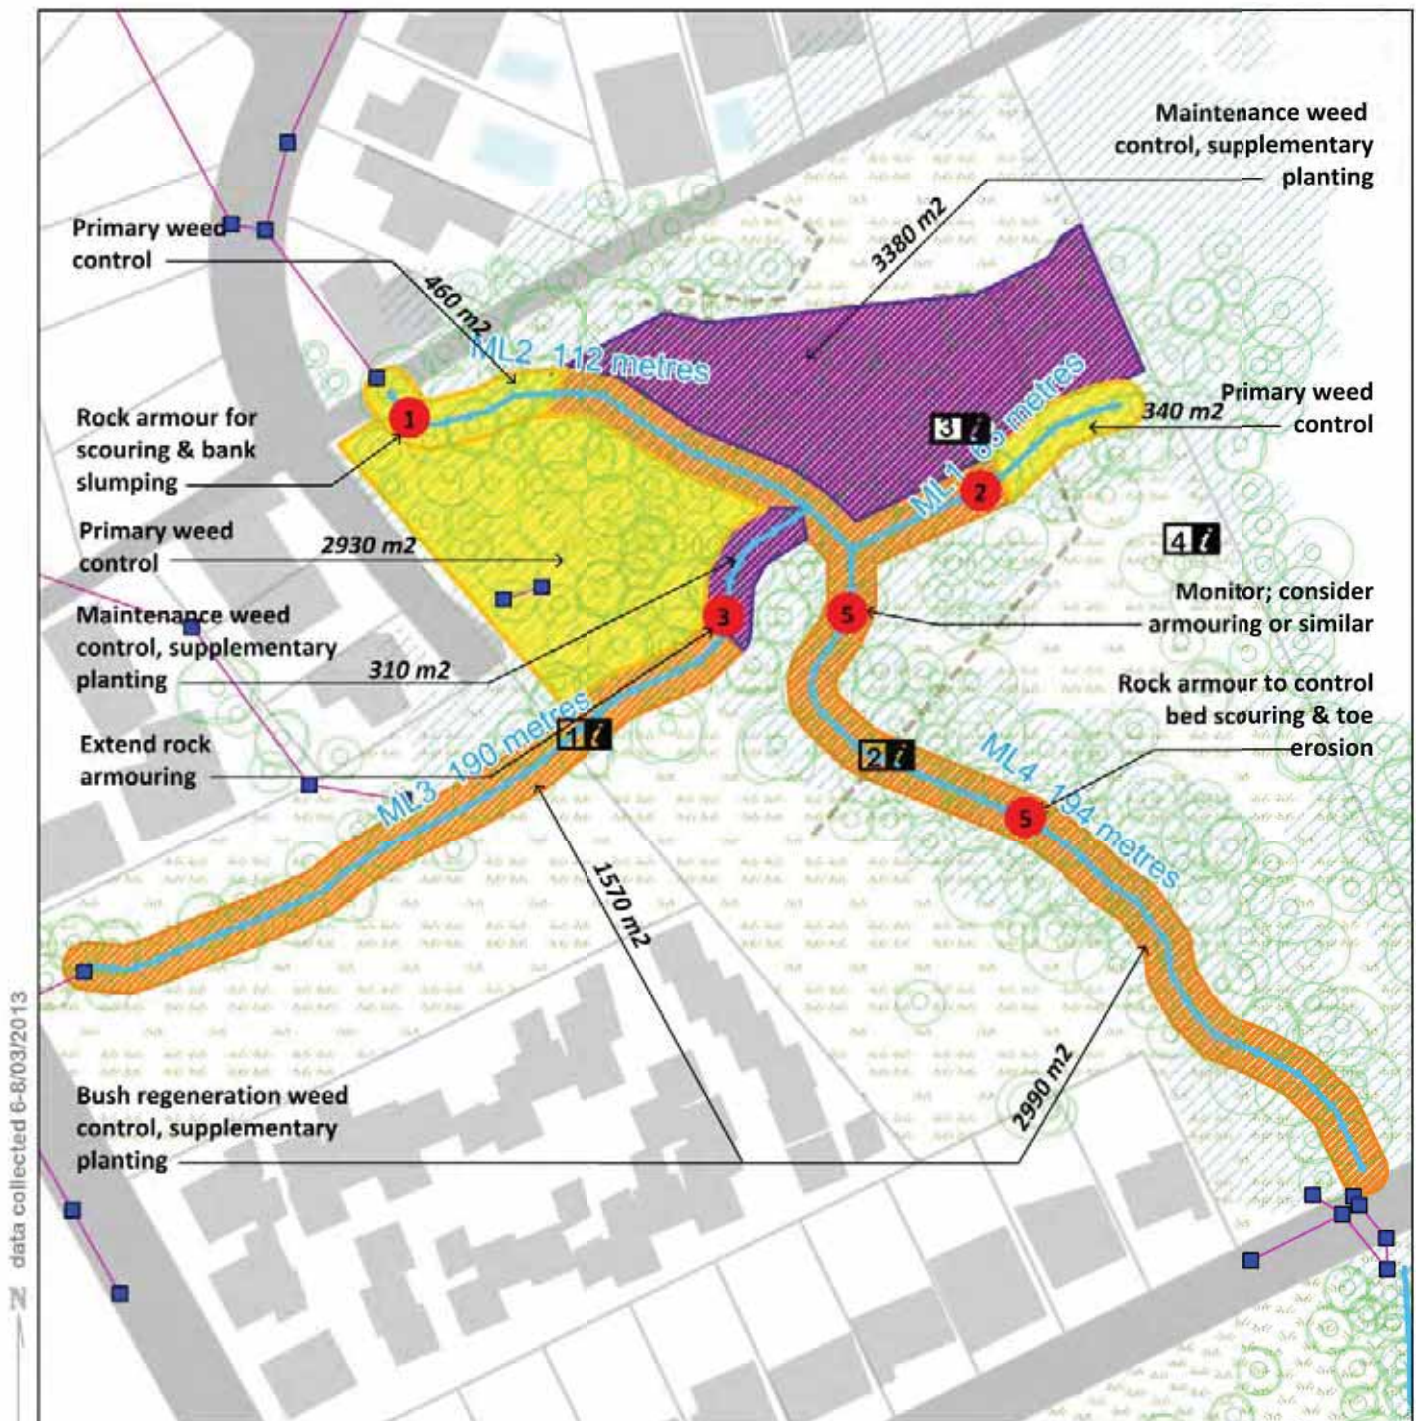 Maintenance weed
control, supplementary
planting
3380 m2
Primary weed
control
460 m2
ML2 112 metres
Primary weed
control
340 m2
3 i
ML1 metres
2
1
Rock armour for
scouring & bank
slumping
Primary weed
control
2930 m2
4 i
Monitor; consider
armouring or similar
5
3
Maintenance weed
control, supplementary
planting
310 m2
Rock armour to control
bed scouring & toe
erosion
Extend rock
armouring
1 i
2 i
ML3 190 metres
ML4 194 metres
5
1570 m2
2990 m2
Bush regeneration weed
control, supplementary
planting
data collected 6-8/03/2013
N